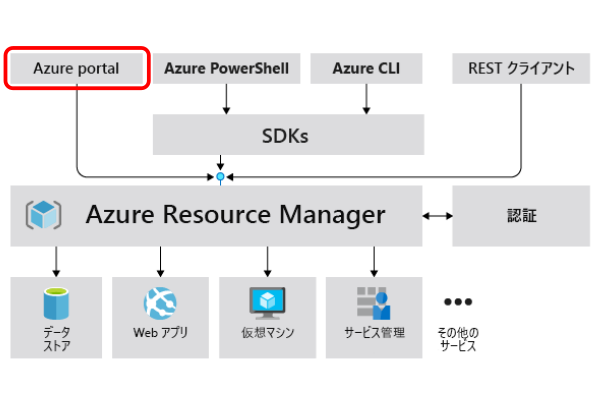 Azure portal
Azure PowerShell
Azure CLI
REST クライアント
SDKs
Azure Resource Manager
認証
データ
ストア
Web アプリ
仮想マシン
サービス管理
その他の
サービス